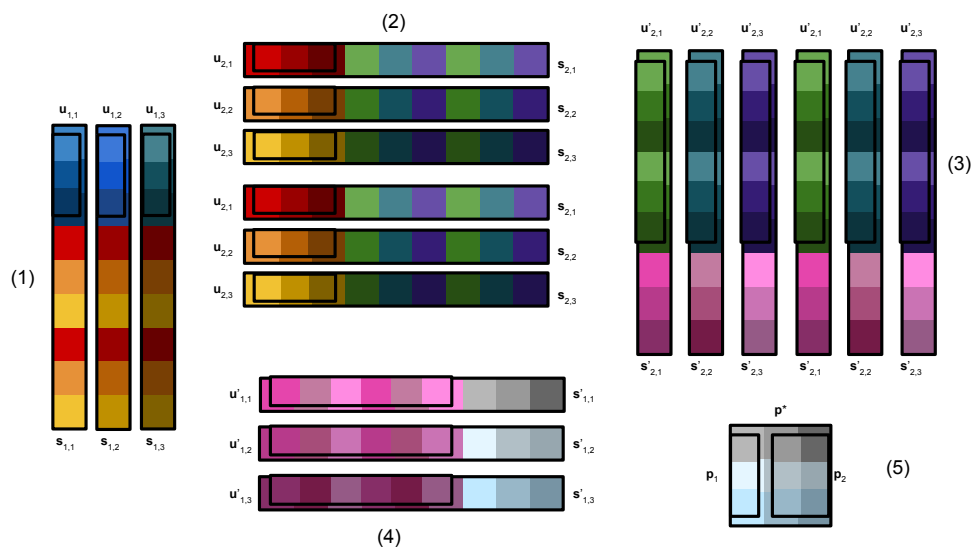 (1)
u1,1 u1,2 u1,3
s1,1 s1,2 s1,3
(2)
u2,1 s2,1
u2,2 s2,2
u2,3 s2,3
u2,1 s2,1
u2,2 s2,2
u2,3 s2,3
(3)
u'2,1 u'2,2 u'2,3 u'2,1 u'2,2 u'2,3
s'2,1 s'2,2 s'2,3 s'2,1 s'2,2 s'2,3
u'1,1 s'1,1
u'1,2 s'1,2
u'1,3 s'1,3
(4)
p*
p1 p2
(5)